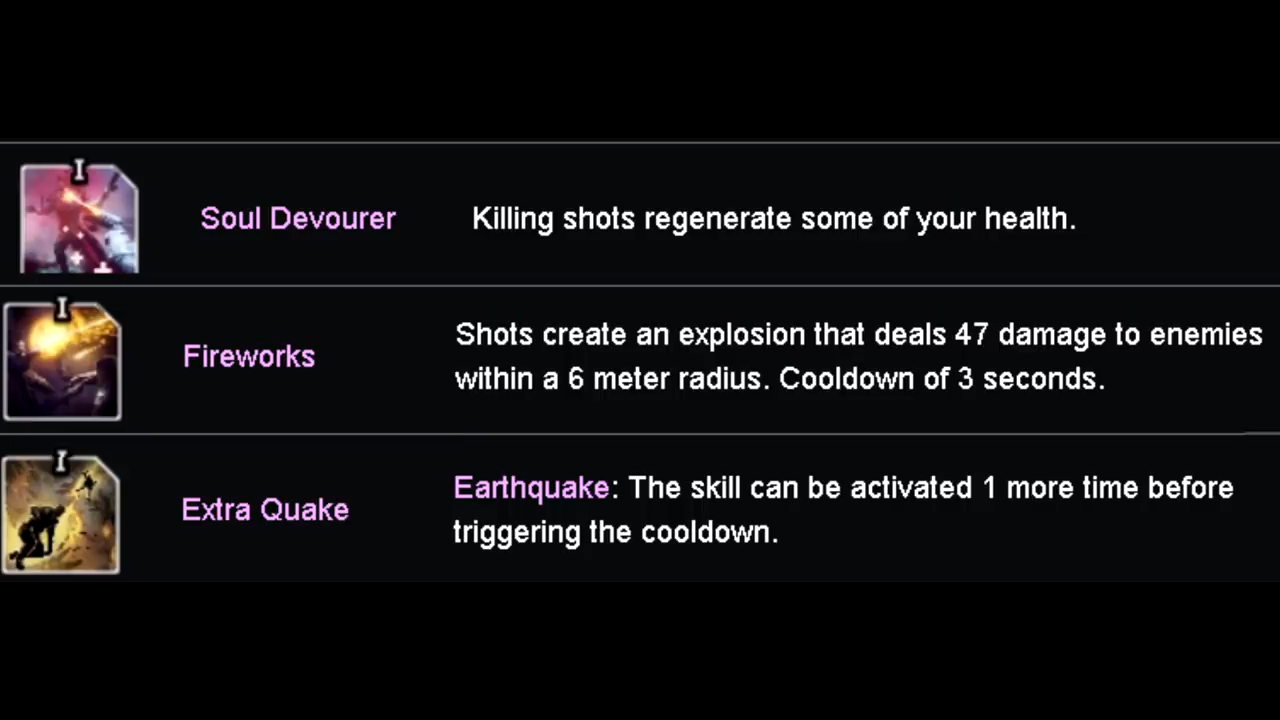 I
Soul Devourer
Killing shots regenerate some of your health.
I
Fireworks
Shots create an explosion that deals 47 damage to enemies
within a 6 meter radius. Cooldown of 3 seconds.
I
Extra Quake
Earthquake: The skill can be activated 1 more time before
triggering the cooldown.